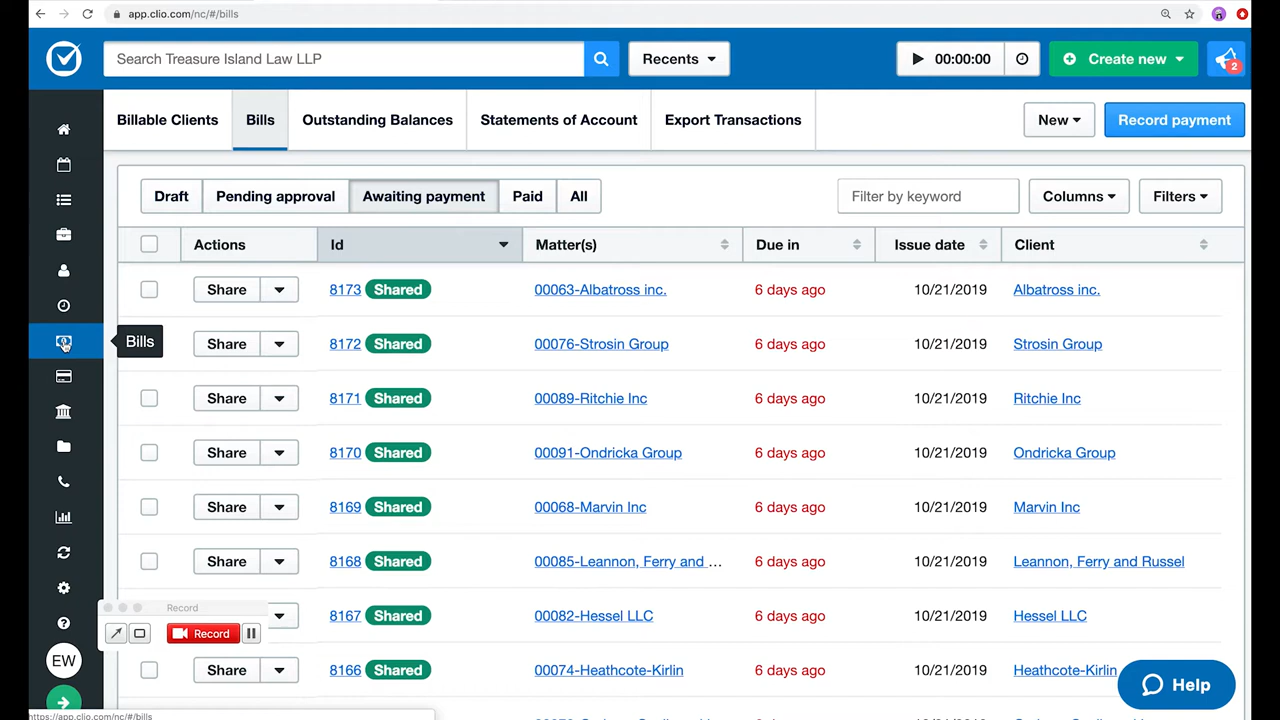 app.clio.com/nc/#/bills
Search Treasure Island Law LLP
Recents
00:00:00
Create new
2
Billable Clients
Bills
Outstanding Balances
Statements of Account
Export Transactions
New
Record payment
Draft
Pending approval
Awaiting payment
Paid
All
Filter by keyword
Columns
Filters
Actions Id Matter(s) Due in Issue date Client
Share 8173 Shared 00063-Albatross inc. 6 days ago 10/21/2019 Albatross inc.
Bills
Share 8172 Shared 00076-Strosin Group 6 days ago 10/21/2019 Strosin Group
Share 8171 Shared 00089-Ritchie Inc 6 days ago 10/21/2019 Ritchie Inc
Share 8170 Shared 00091-Ondricka Group 6 days ago 10/21/2019 Ondricka Group
Share 8169 Shared 00068-Marvin Inc 6 days ago 10/21/2019 Marvin Inc
Share 8168 Shared 00085-Leannon, Ferry and ... 6 days ago 10/21/2019 Leannon, Ferry and Russel
8167 Shared 00082-Hessel LLC 6 days ago 10/21/2019 Hessel LLC
Record
Record
Share 8166 Shared 00074-Heathcote-Kirlin 6 days ago 10/21/2019 Heathcote-Kirlin
EW
Help
https://app.clio.com/nc/#/bills